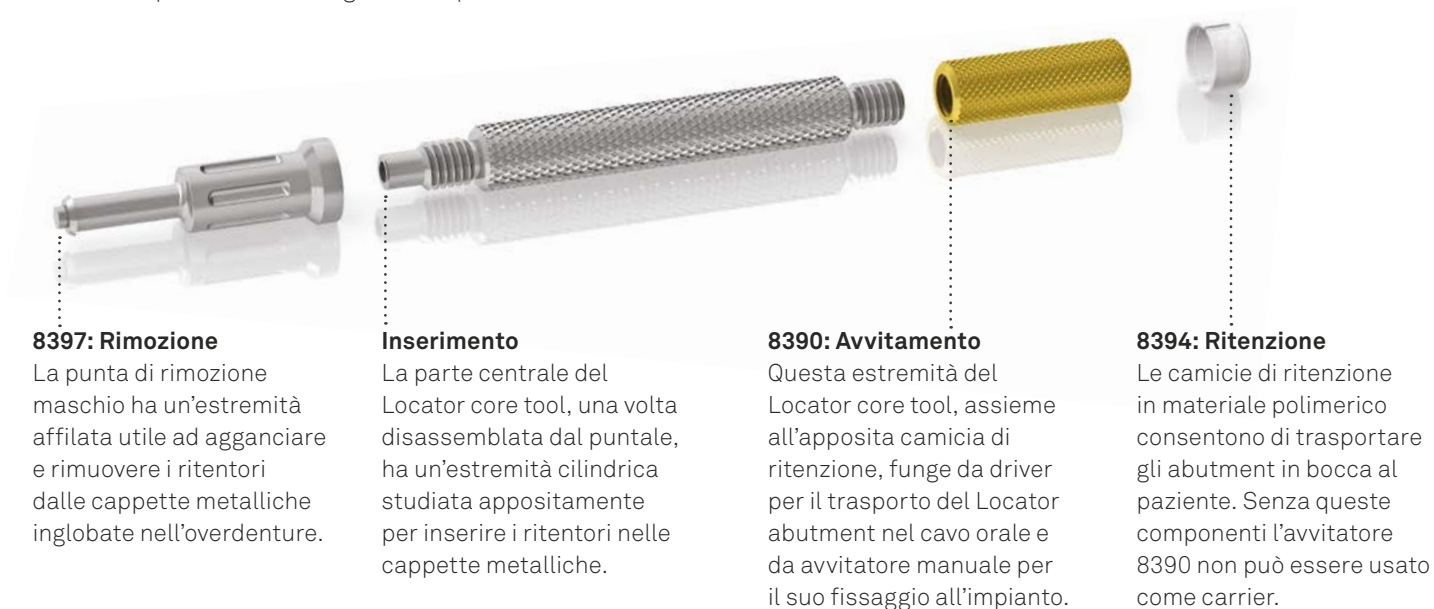 8397: Rimozione
La punta di rimozione
maschio ha un’estremità
affilata utile ad agganciare
e rimuovere i ritentori
dalle cappette metalliche
inglobate nell’overdenture.
Inserimento
La parte centrale del
Locator core tool, una volta
disassemblata dal puntale,
ha un’estremità cilindrica
studiata appositamente
per inserire i ritentori nelle
cappette metalliche.
8390: Avvitamento
Questa estremità del
Locator core tool, assieme
all’apposita camicia di
ritenzione, funge da driver
per il trasporto del Locator
abutment nel cavo orale e
da avvitatore manuale per
il suo fissaggio all’impianto.
8394: Ritenzione
Le camicie di ritenzione
in materiale polimerico
consentono di trasportare
gli abutment in bocca al
paziente. Senza queste
componenti l’avvitatore
8390 non può essere usato
come carrier.